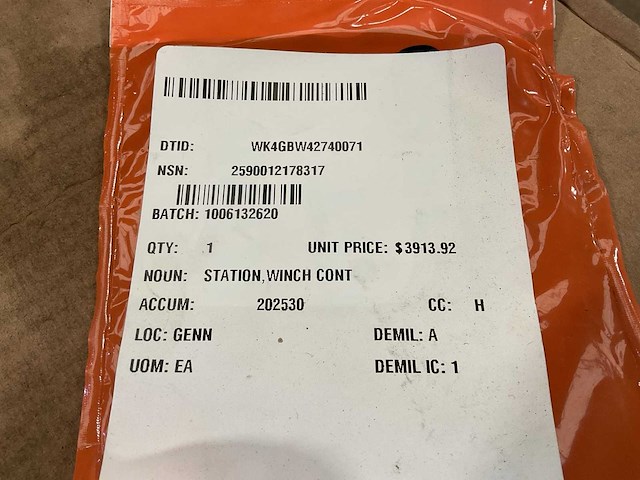 DTID: WK4GBW42740071
NSN: 2590012178317
BATCH: 1006132620
QTY: 1 UNIT PRICE: $3913.92
NOUN: STATION,WINCH CONT
ACCUM: 202530 CC: H
LOC: GENN DEMIL: A
UOM: EA DEMIL IC: 1